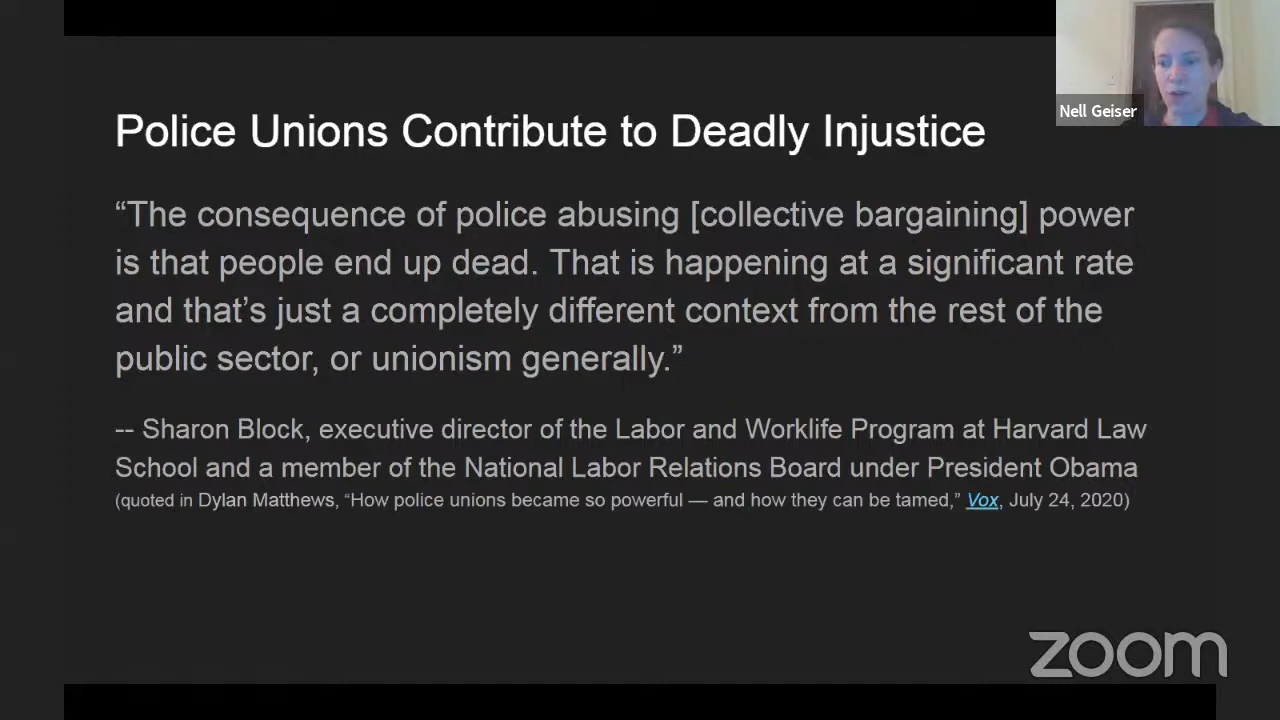 Nell Geiser
Police Unions Contribute to Deadly Injustice
“The consequence of police abusing [collective bargaining] power
is that people end up dead. That is happening at a significant rate
and that’s just a completely different context from the rest of the
public sector, or unionism generally.”
-- Sharon Block, executive director of the Labor and Worklife Program at Harvard Law
School and a member of the National Labor Relations Board under President Obama
(quoted in Dylan Matthews, “How police unions became so powerful — and how they can be tamed,” Vox, July 24, 2020)
zoom